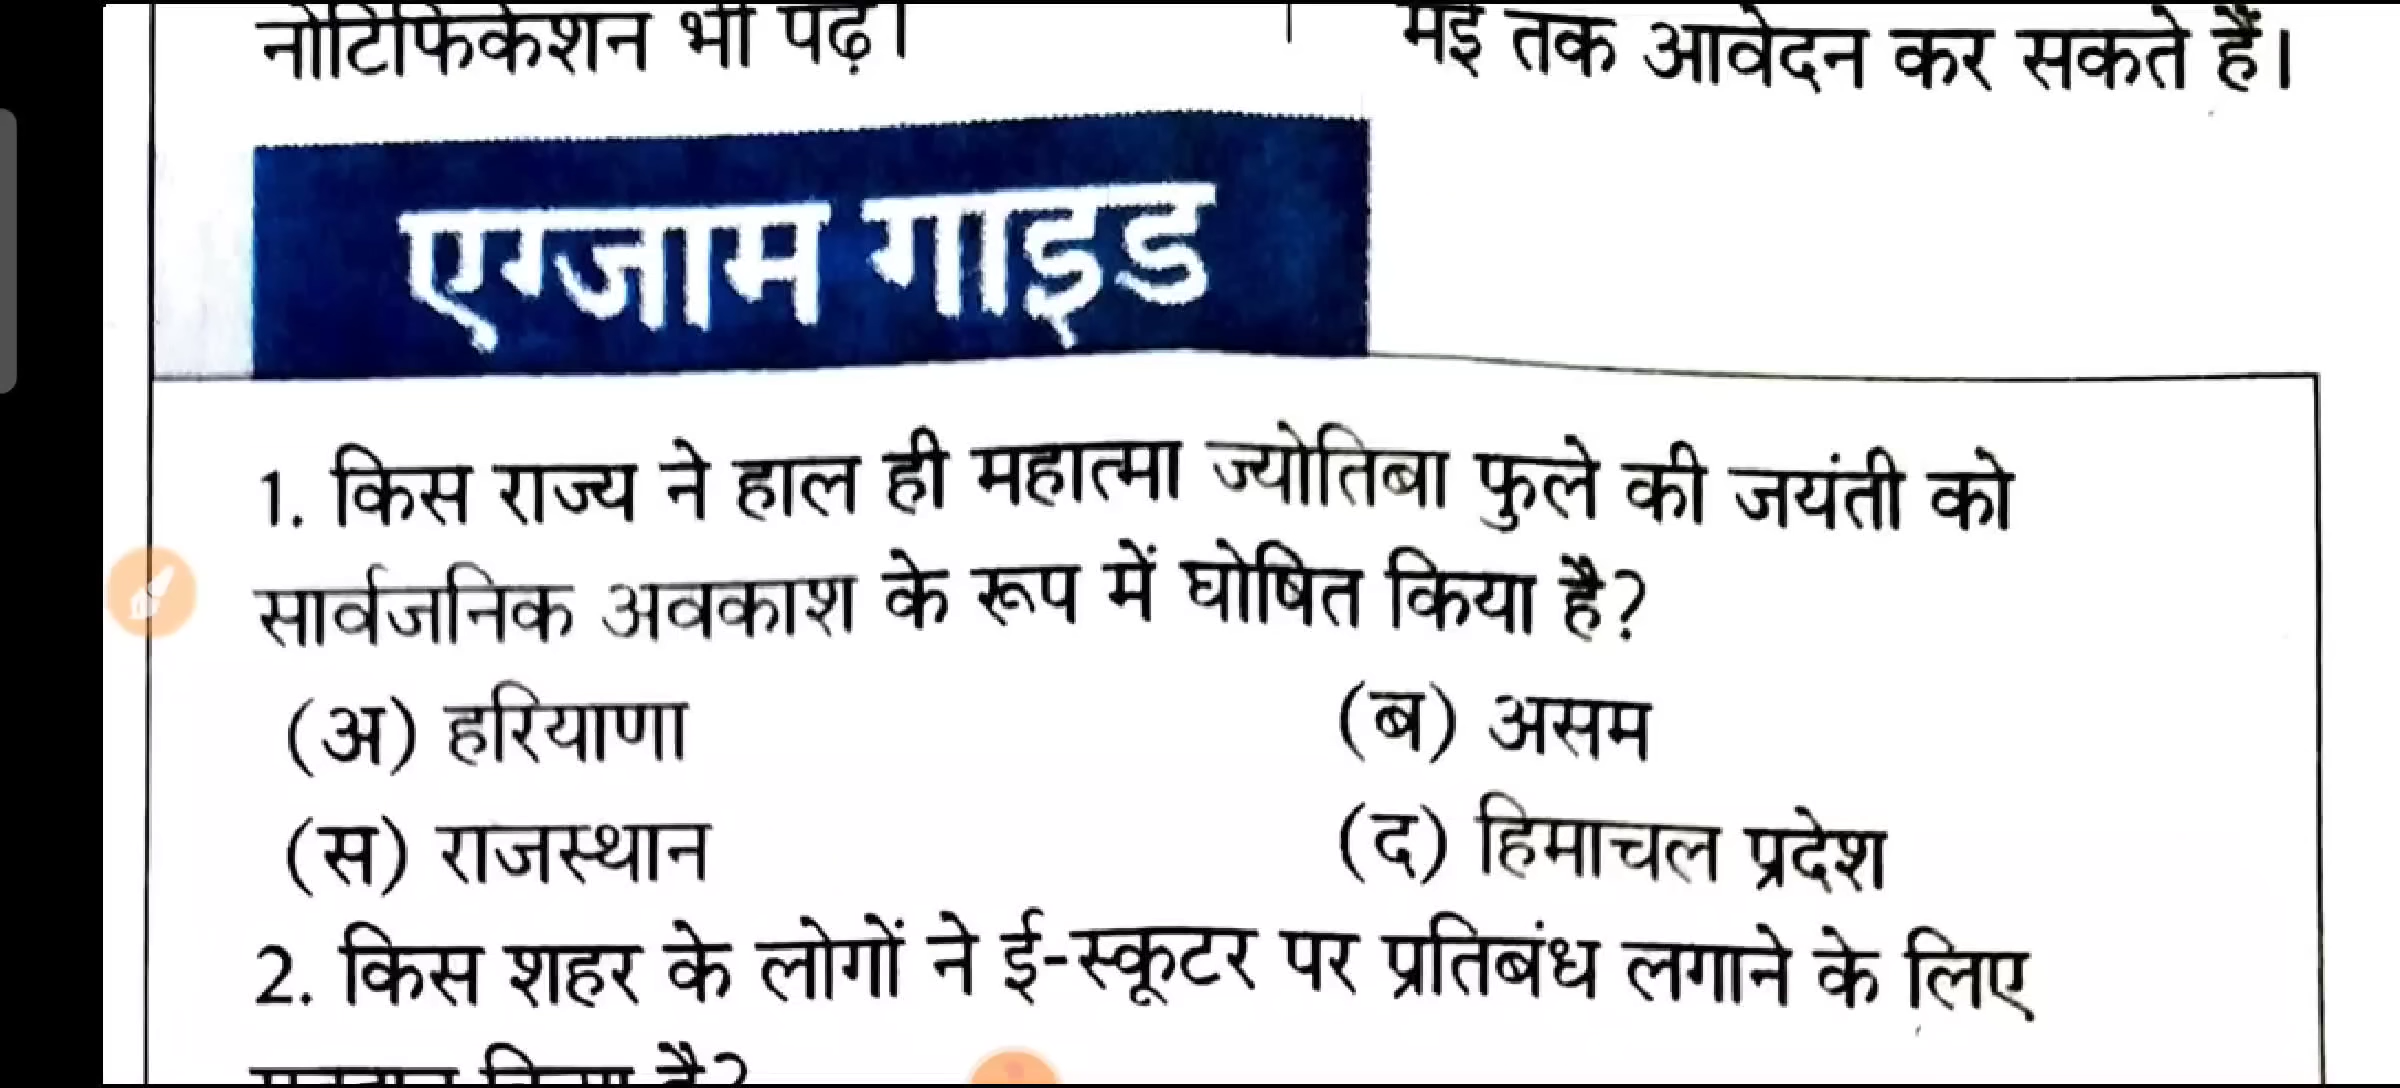 नोटिफिकेशन भी पढ़ें।
मई तक आवेदन कर सकते हैं।
एग्जाम गाइड
1. किस राज्य ने हाल ही महात्मा ज्योतिबा फुले की जयंती को
सार्वजनिक अवकाश के रूप में घोषित किया है?
(अ) हरियाणा (ब) असम
(स) राजस्थान (द) हिमाचल प्रदेश
2. किस शहर के लोगों ने ई-स्कूटर पर प्रतिबंध लगाने के लिए